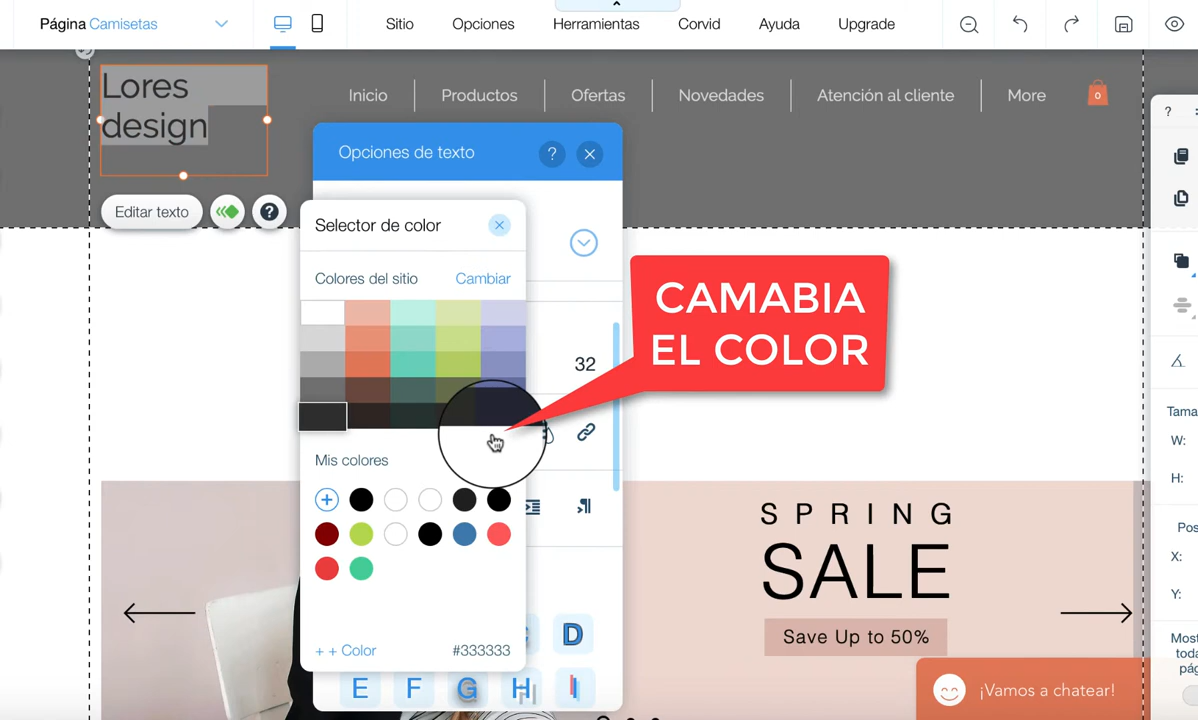 Página Camisetas
Sitio
Opciones
Herramientas
Corvid
Ayuda
Upgrade
Lores
design
Inicio
Productos
Ofertas
Novedades
Atención al cliente
More
0
?
Opciones de texto
?
Editar texto
?
Selector de color
Colores del sitio
Cambiar
CAMABIA
EL COLOR
32
Tama
W:
H:
Mis colores
SPRING
SALE
Save Up to 50%
Pos
X:
Y:
Most
toda
pág
+ + Color
#333333
D
E
F
G
H
I
¡Vamos a chatear!